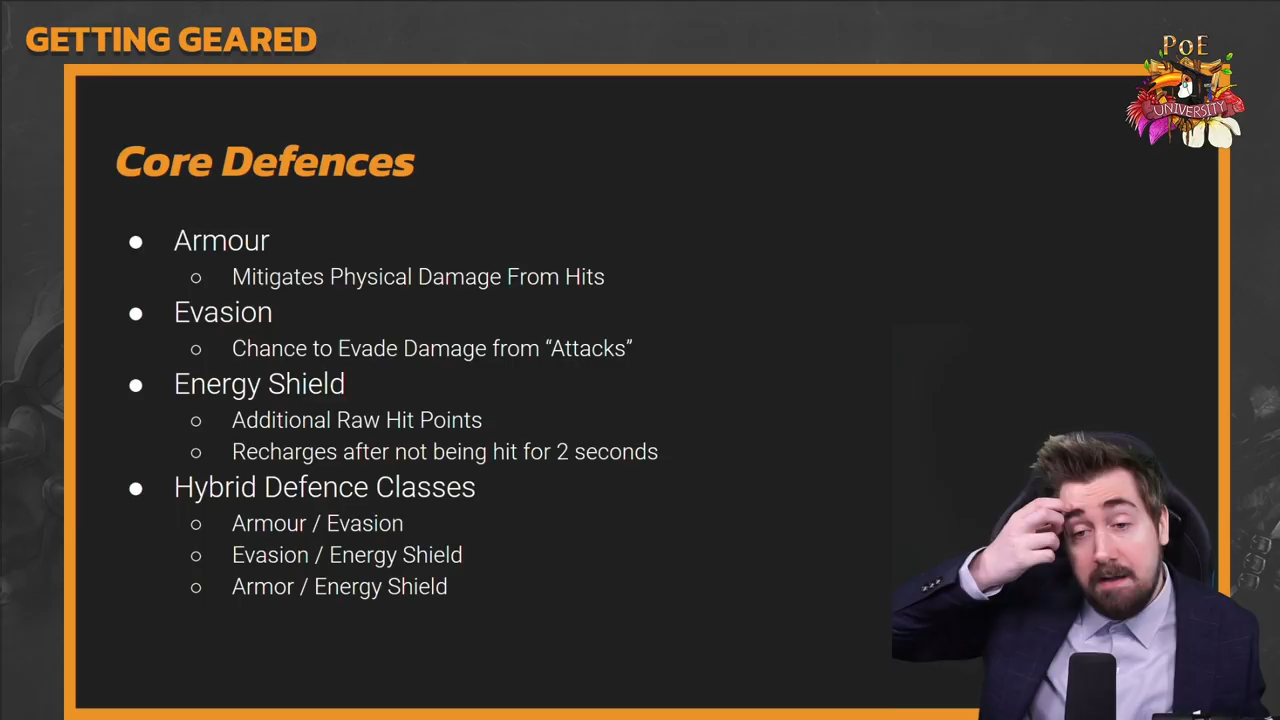 GETTING GEARED
PoE
UNIVERSITY
Core Defences
● Armour
○ Mitigates Physical Damage From Hits
● Evasion
○ Chance to Evade Damage from “Attacks”
● Energy Shield
○ Additional Raw Hit Points
○ Recharges after not being hit for 2 seconds
● Hybrid Defence Classes
○ Armour / Evasion
○ Evasion / Energy Shield
○ Armor / Energy Shield